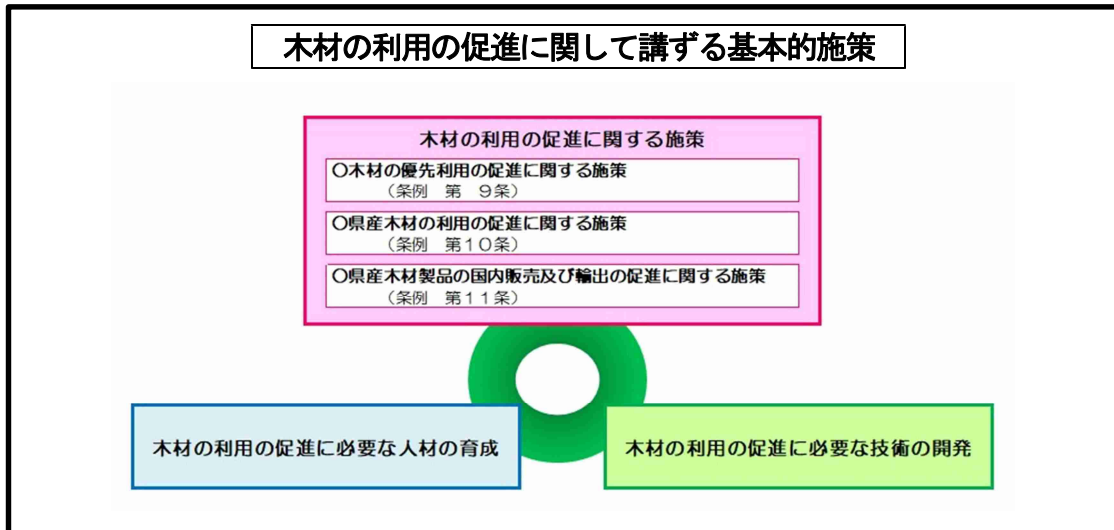 木材の利用の促進に関して講ずる基本的施策
木材の利用の促進に関する施策
〇木材の優先利用の促進に関する施策
（条例　第　９条）
〇県産木材の利用の促進に関する施策
（条例　第１０条）
〇県産木材製品の国内販売及び輸出の促進に関する施策
（条例　第１１条）
木材の利用の促進に必要な人材の育成
木材の利用の促進に必要な技術の開発